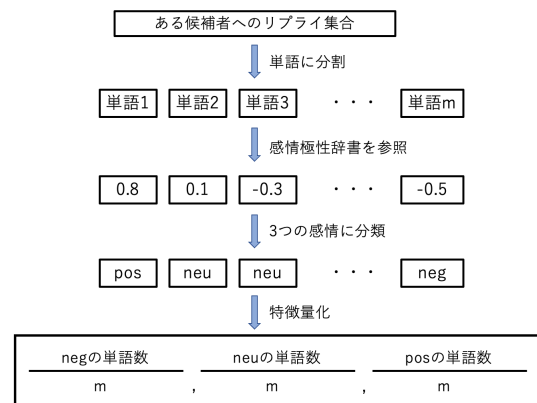 ある候補者へのリプライ集合
単語に分割
単語1 単語2 単語3 ・・・ 単語m
感情極性辞書を参照
0.8 0.1 -0.3 ・・・ -0.5
3つの感情に分類
pos neu neu ・・・ neg
特徴量化
negの単語数 neuの単語数 posの単語数
m , m , m